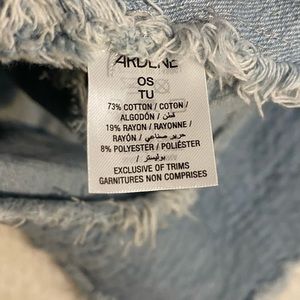 ARDENE
OS
TU
73% COTTON / COTON /
ALGODÓN / قطن /
19% RAYON / RAYONNE /
RAYÓN / حرير صناعي /
8% POLYESTER / POLIÉSTER
/ بوليستر /
EXCLUSIVE OF TRIMS
GARNITURES NON COMPRISES